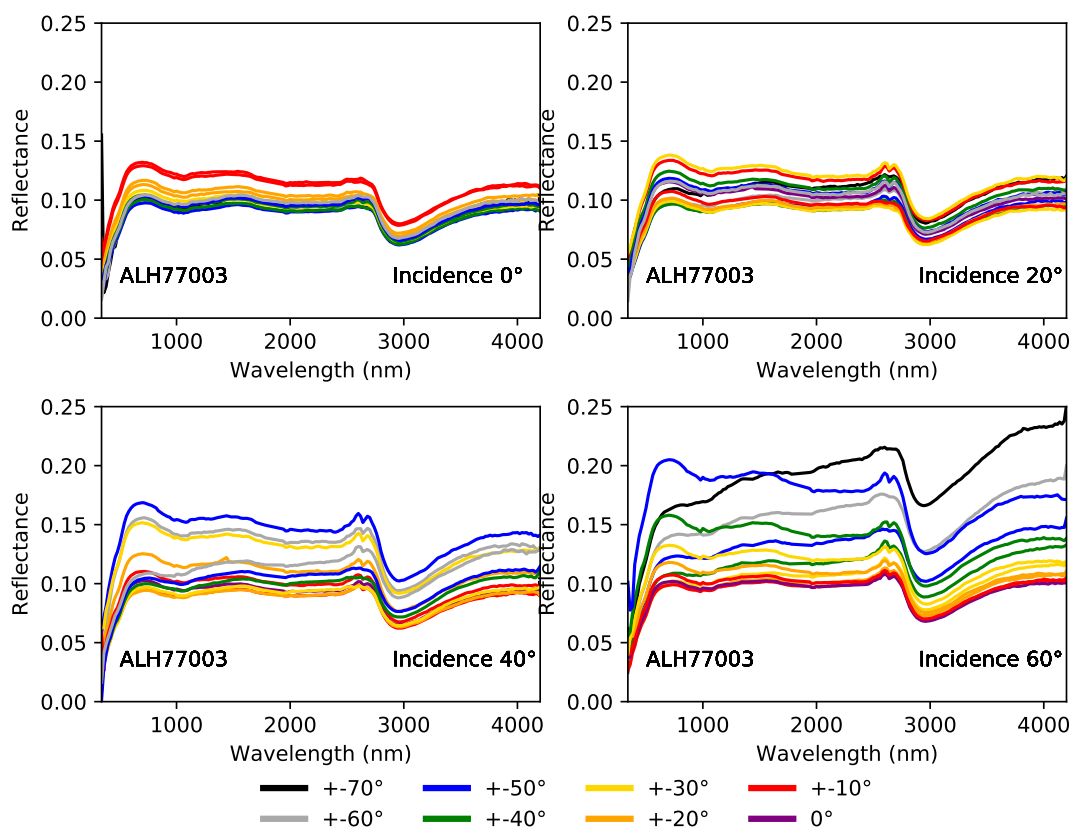 0.25
0.20
0.15
0.10
0.05
0.00
Reflectance
ALH77003
Incidence 0°
1000
2000
3000
4000
Wavelength (nm)
0.25
0.20
0.15
0.10
0.05
0.00
Reflectance
ALH77003
Incidence 20°
1000
2000
3000
4000
Wavelength (nm)
0.25
0.20
0.15
0.10
0.05
0.00
Reflectance
ALH77003
Incidence 40°
1000
2000
3000
4000
Wavelength (nm)
0.25
0.20
0.15
0.10
0.05
0.00
Reflectance
ALH77003
Incidence 60°
1000
2000
3000
4000
Wavelength (nm)
+-70° +-50° +-30° +-10°
+-60° +-40° +-20° 0°